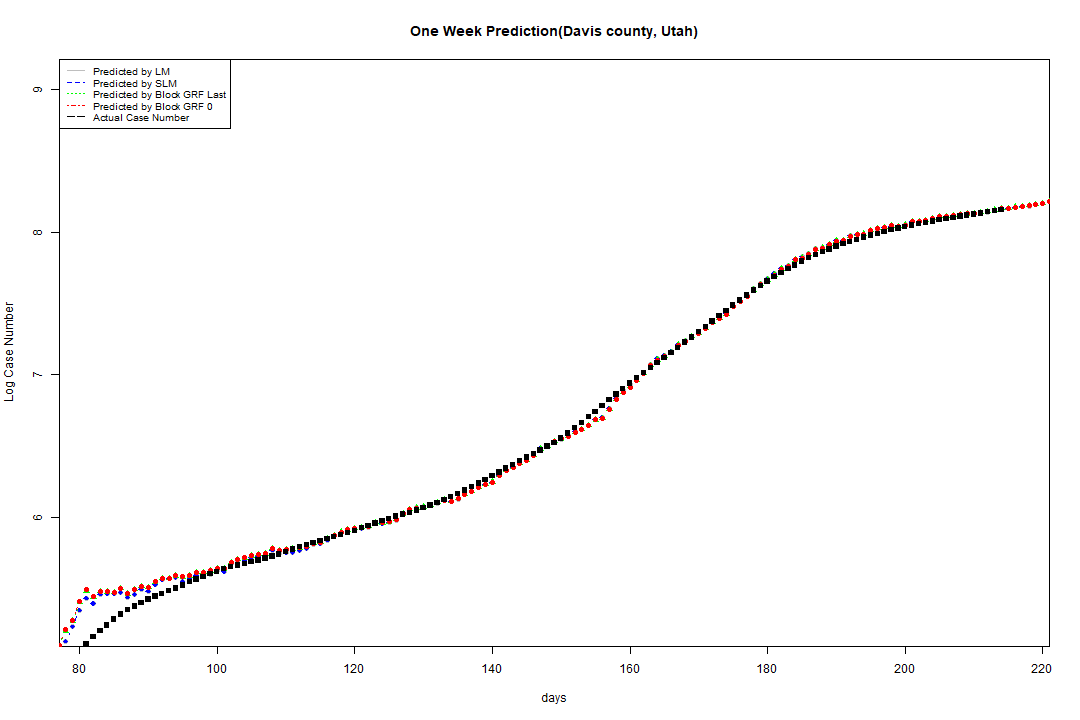 One Week Prediction(Davis county, Utah)
Predicted by LM
Predicted by SLM
Predicted by Block GRF Last
Predicted by Block GRF 0
Actual Case Number
9
8
7
6
Log Case Number
80 100 120 140 160 180 200 220
days